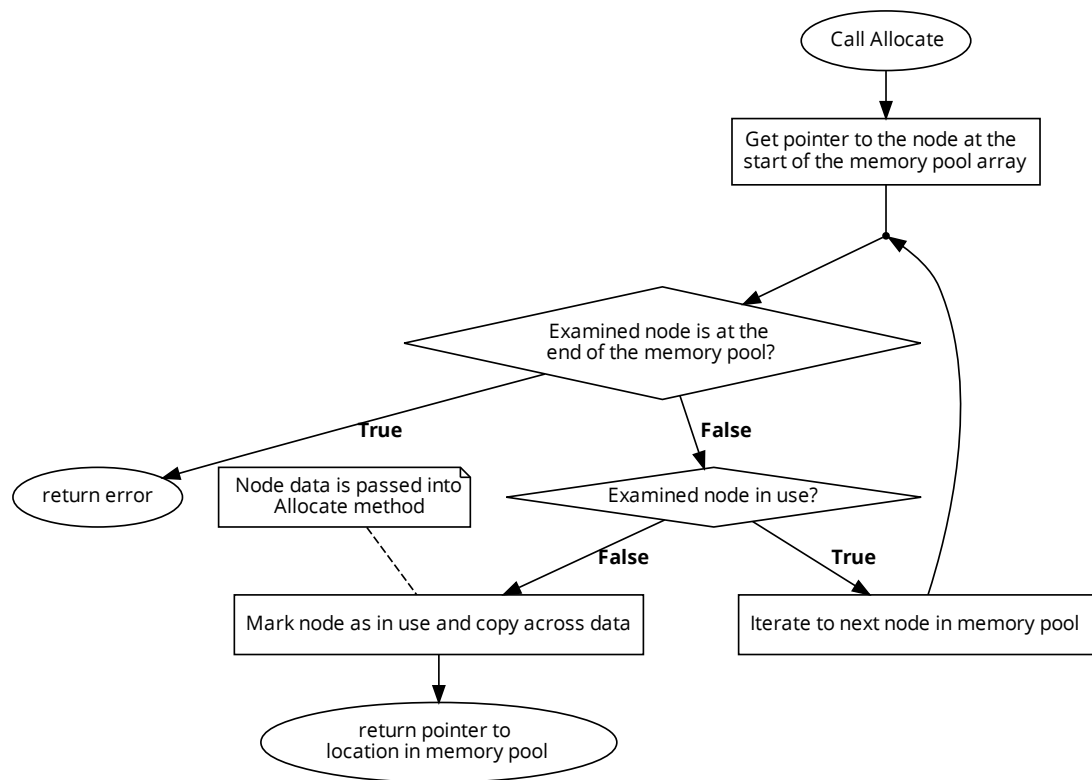 Call Allocate
Get pointer to the node at the
start of the memory pool array
Examined node is at the
end of the memory pool?
True
False
return error
Node data is passed into
Allocate method
Examined node in use?
False
True
Mark node as in use and copy across data
Iterate to next node in memory pool
return pointer to
location in memory pool